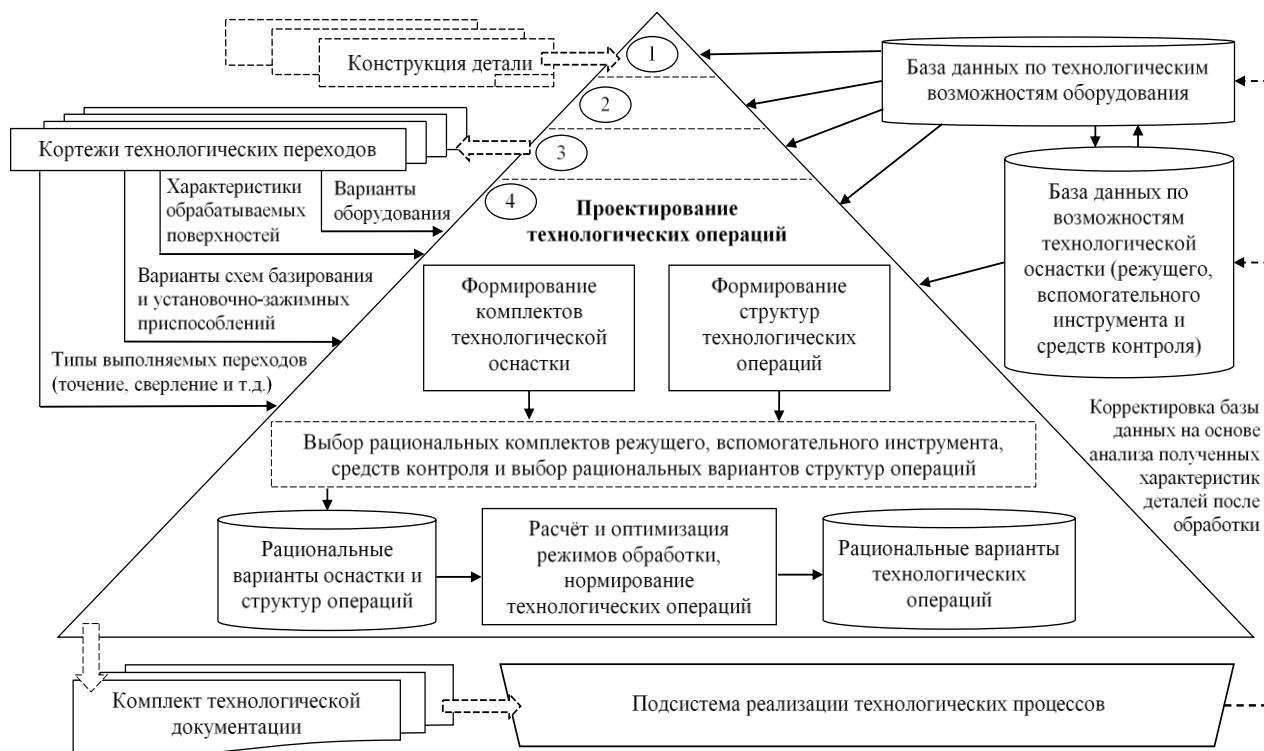 Конструкция детали
1
2
3
4
База данных по технологическим
возможностям оборудования
Кортежи технологических переходов
Характеристики
обрабатываемых
поверхностей
Варианты
оборудования
Варианты схем базирования
и установочно-зажимных
приспособлений
Типы выполняемых переходов
(точение, сверление и т.д.)
Проектирование
технологических операций
База данных по
возможностям
технологической
оснастки (режущего,
вспомогательного
инструмента и
средств контроля)
Формирование
комплектов
технологической
оснастки
Формирование
структур
технологических
операций
Корректировка базы
данных на основе
анализа полученных
характеристик
деталей после
обработки
Выбор рациональных комплектов режущего, вспомогательного инструмента,
средств контроля и выбор рациональных вариантов структур операций
Рациональные
варианты оснастки и
структур операций
Расчёт и оптимизация
режимов обработки,
нормирование
технологических операций
Рациональные варианты
технологических
операций
Комплект технологической
документации
Подсистема реализации технологических процессов